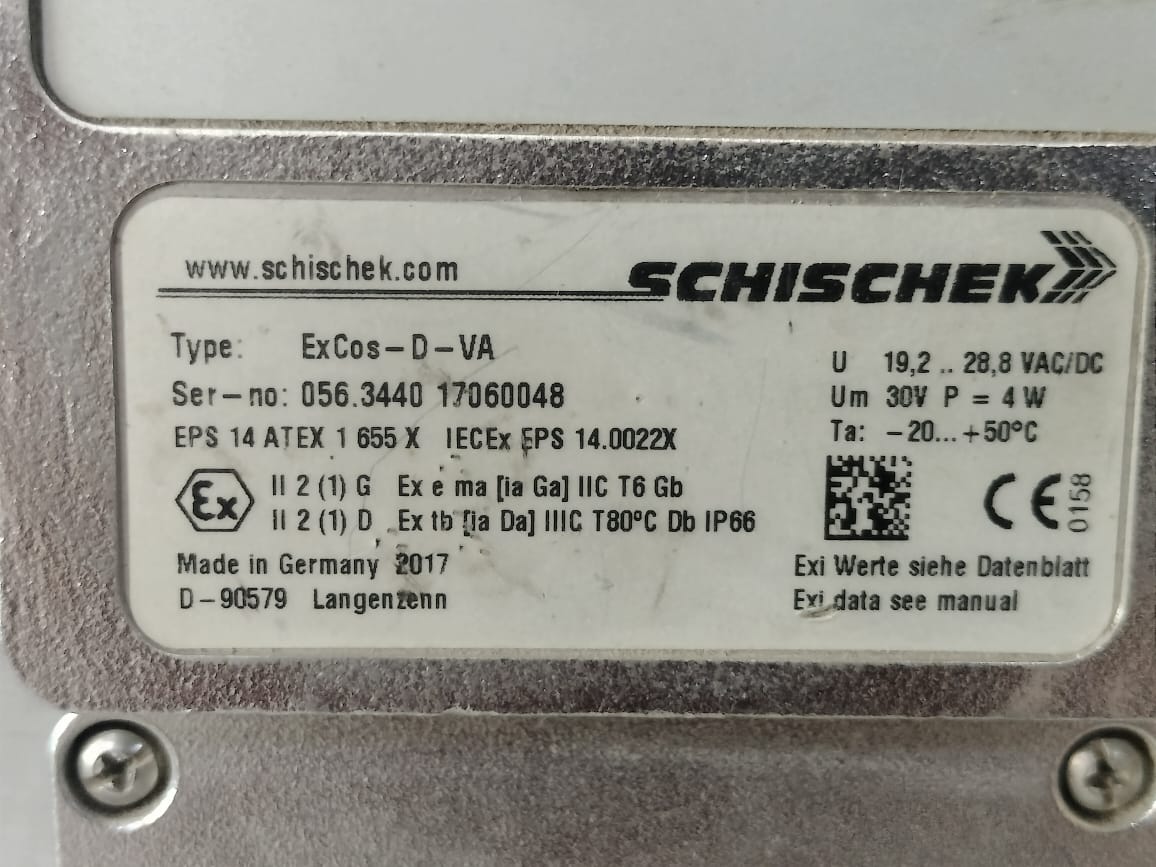 www.schischek.com
SCHISCHEK
Type: ExCos-D-VA
Ser-no: 056.3440 17060048
EPS 14 ATEX 1 655 X IECEx EPS 14.0022X
Ex II 2 (1) G Ex e ma [ia Ga] IIC T6 Gb
II 2 (1) D Ex tb [ia Da] IIIC T80°C Db IP66
Made in Germany 2017
D-90579 Langenzenn
U 19,2 .. 28,8 VAC/DC
Um 30V P = 4 W
Ta: -20...+50°C
CE 0158
Exi Werte siehe Datenblatt
Exi data see manual